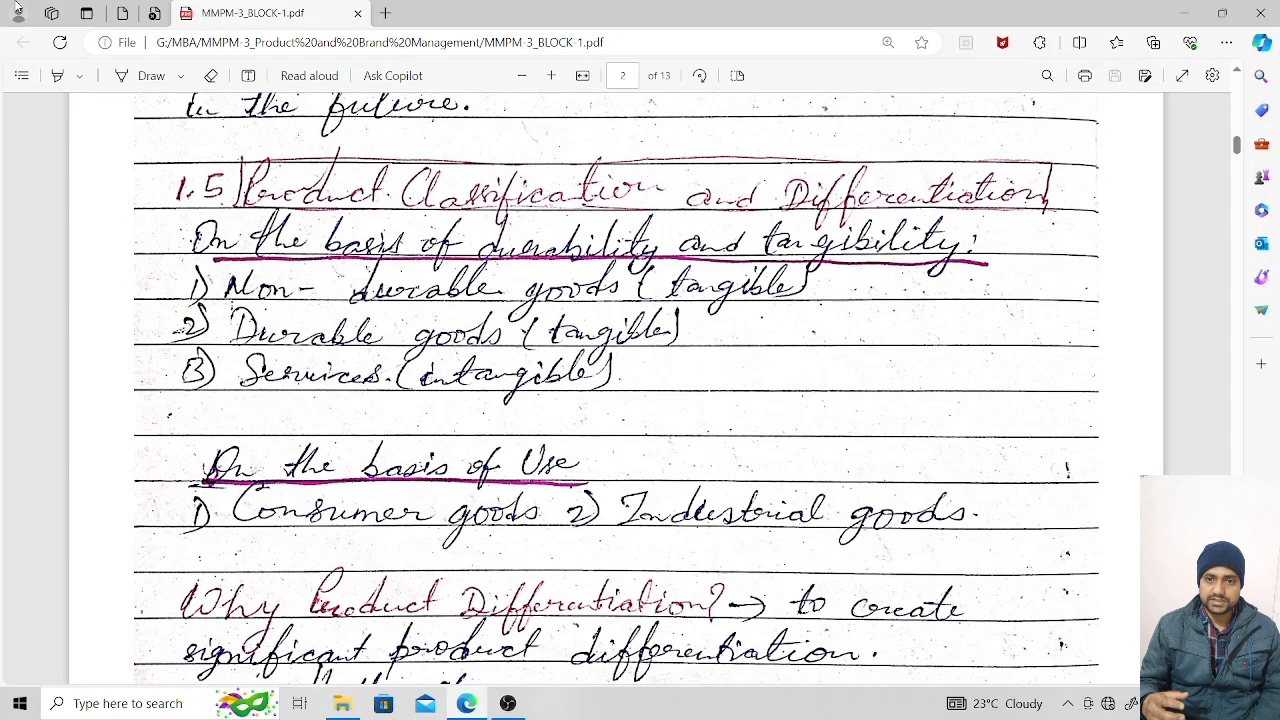 MMPM-3_BLOCK-1.pdf
File G:/MBA/MMPM-3_Product%20and%20Brand%20Management/MMPM-3_BLOCK-1.pdf
Draw Read aloud Ask Copilot 2 of 13
in the future.
1.5 Product Classification and Differentiation
On the basis of durability and tangibility:
1) Non-durable goods (tangible)
2) Durable goods (tangible)
3) Services. (intangible).
On the basis of Use
1) Consumer goods 2) Industrial goods.
Why Product Differentiation? → to create
significant product differentiation.
Type here to search 23°C Cloudy